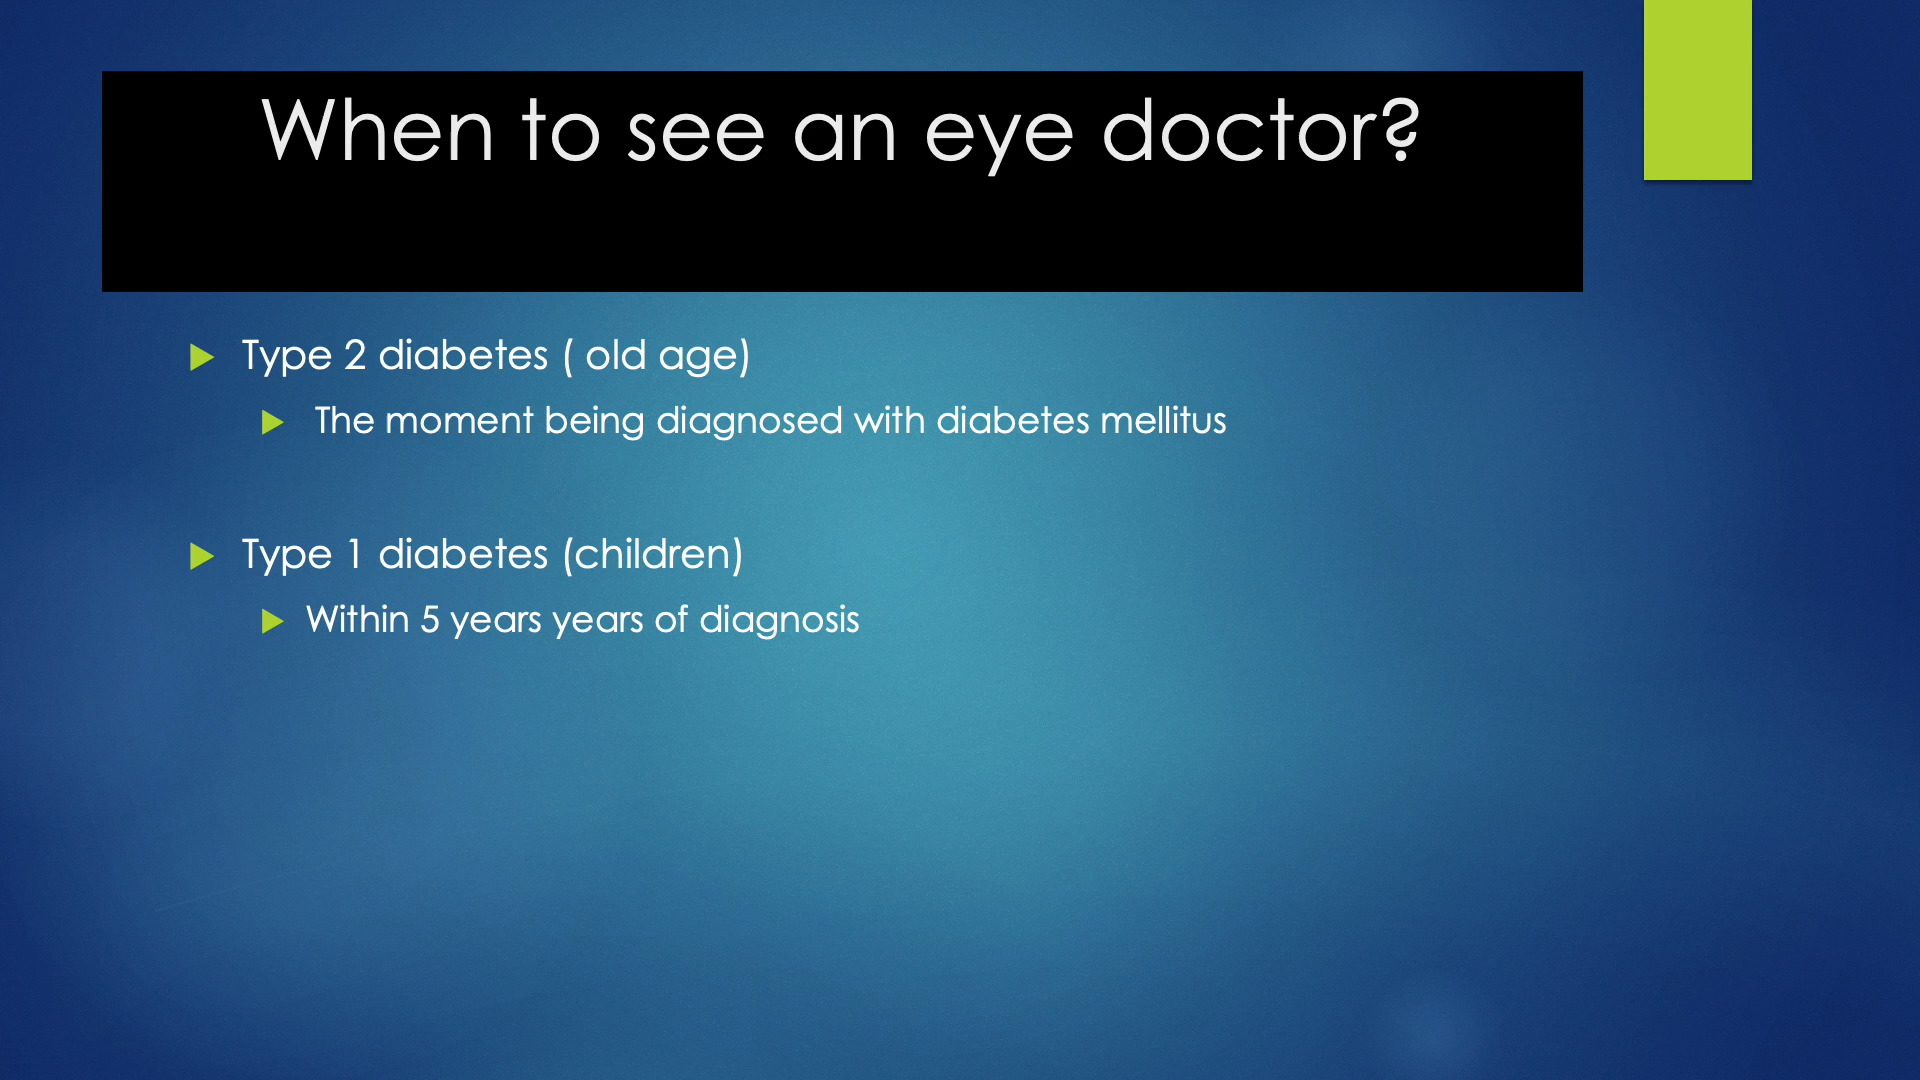 When to see an eye doctor?
Type 2 diabetes ( old age)
The moment being diagnosed with diabetes mellitus
Type 1 diabetes (children)
Within 5 years years of diagnosis